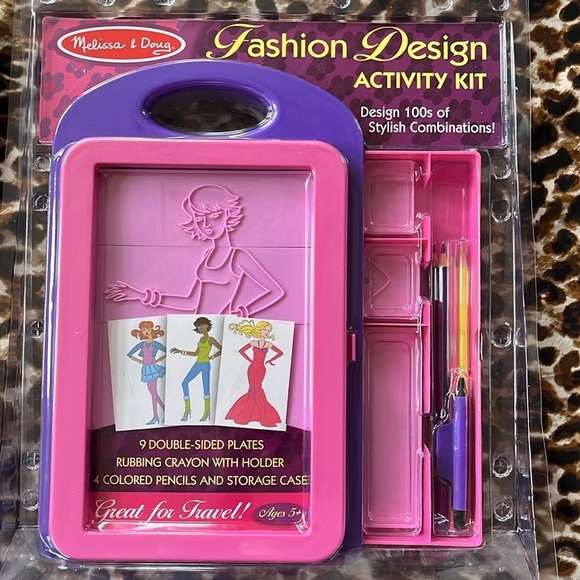 Melissa & Doug
Fashion Design
ACTIVITY KIT
Design 100s of
Stylish Combinations!
9 DOUBLE-SIDED PLATES
RUBBING CRAYON WITH HOLDER
4 COLORED PENCILS AND STORAGE CASE
Great for Travel!
Ages 5+